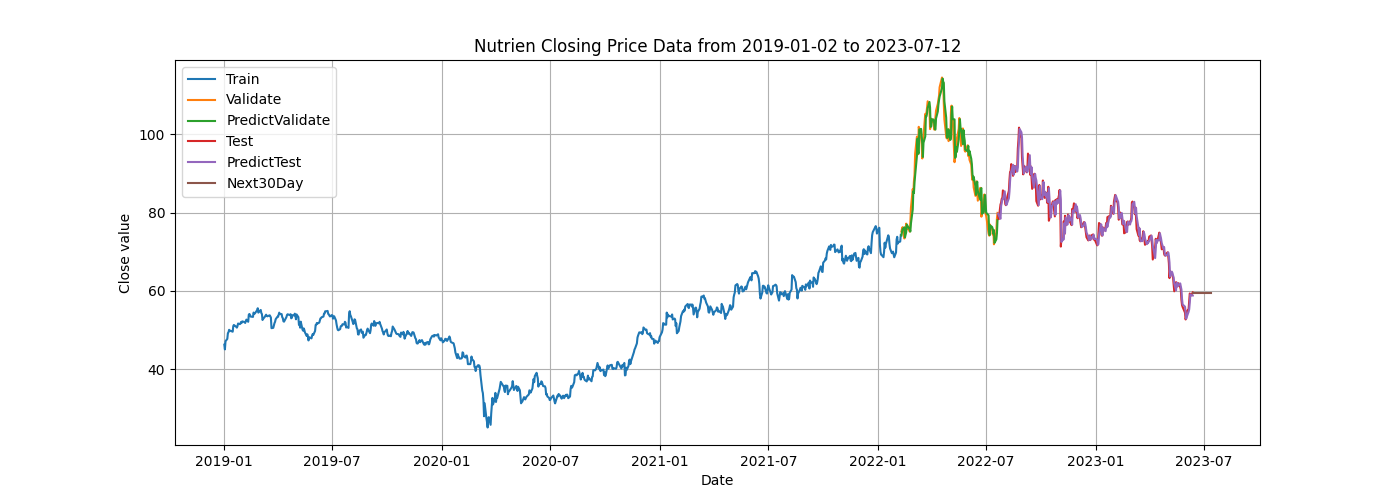 Nutrien Closing Price Data from 2019-01-02 to 2023-07-12
Train
Validate
PredictValidate
Test
PredictTest
Next30Day
100
80
60
40
Close value
2019-01
2019-07
2020-01
2020-07
2021-01
2021-07
2022-01
2022-07
2023-01
2023-07
Date